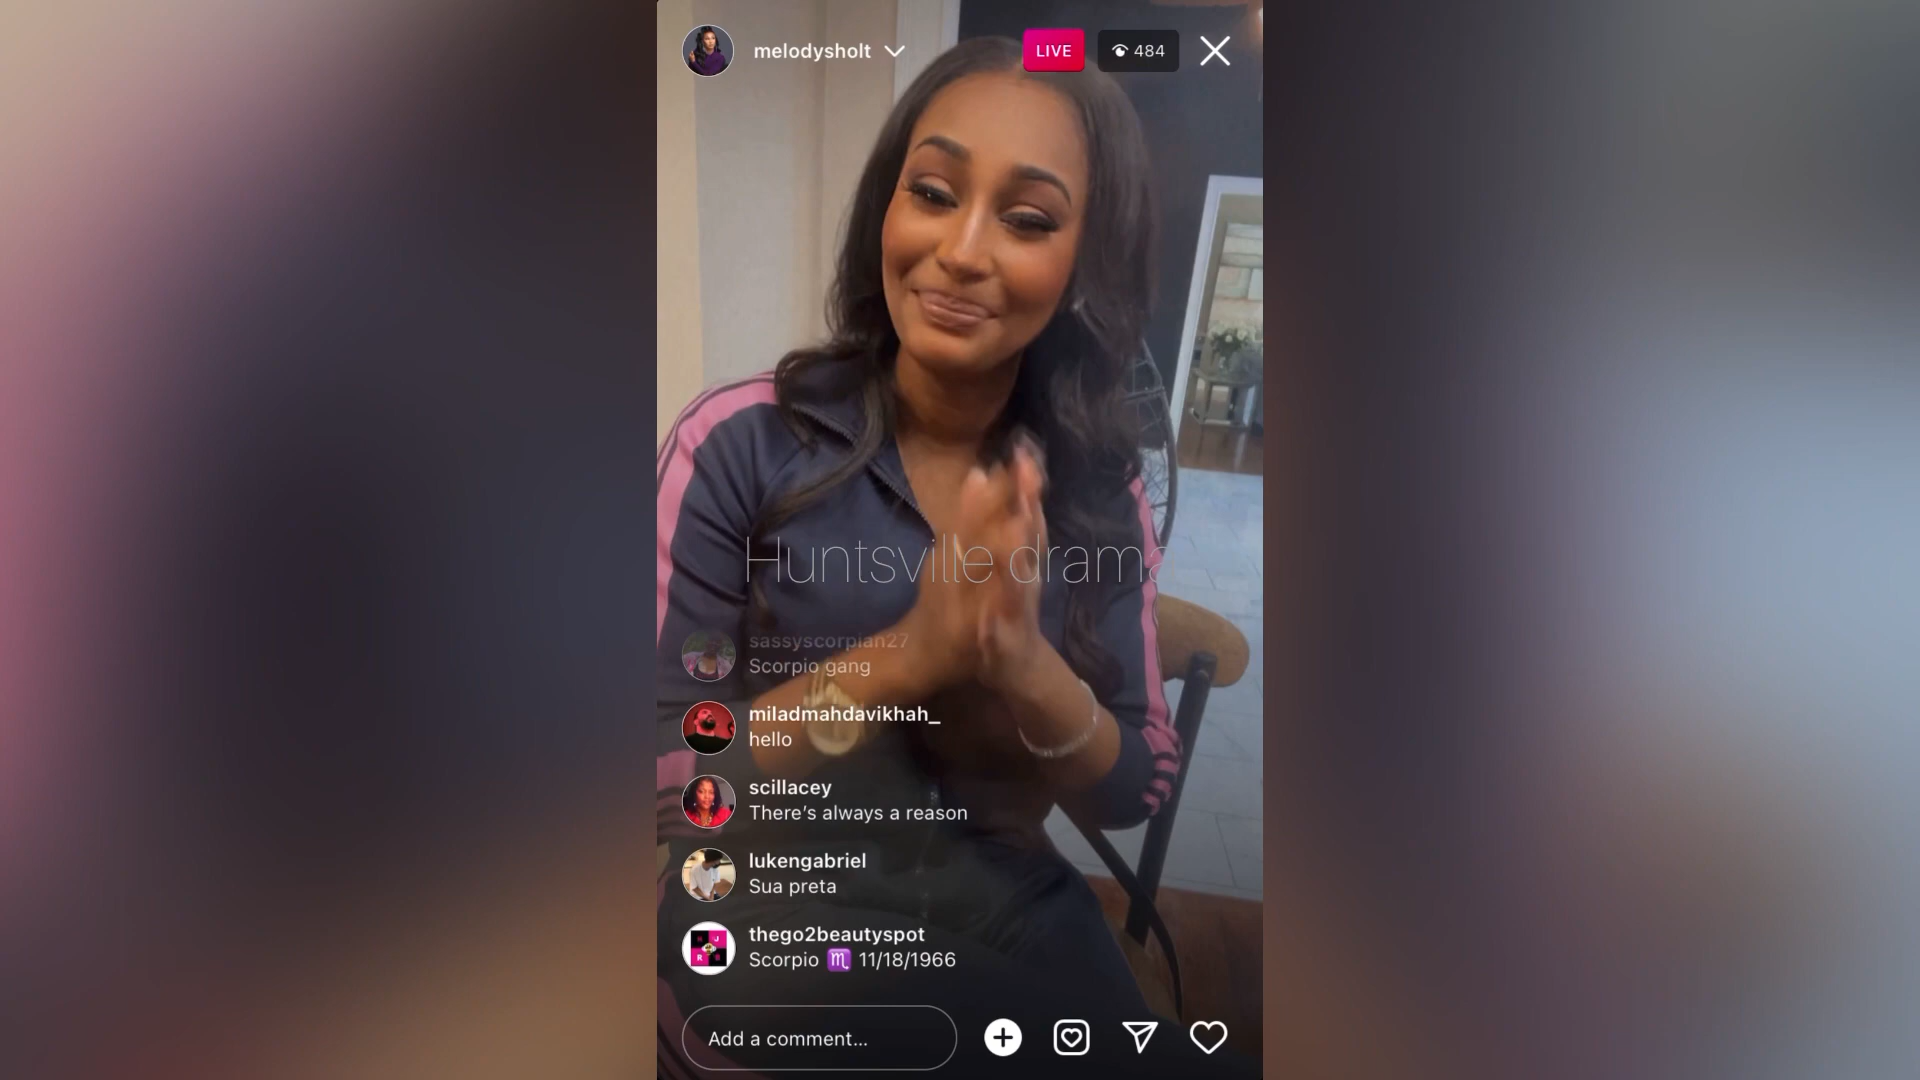 melodysholt
LIVE
484
Huntsville drama
sassyscorpian27
Scorpio gang
miladmahdavikhah_
hello
scillacey
There’s always a reason
lukengabriel
Sua preta
thego2beautyspot
Scorpio ♏ 11/18/1966
Add a comment...